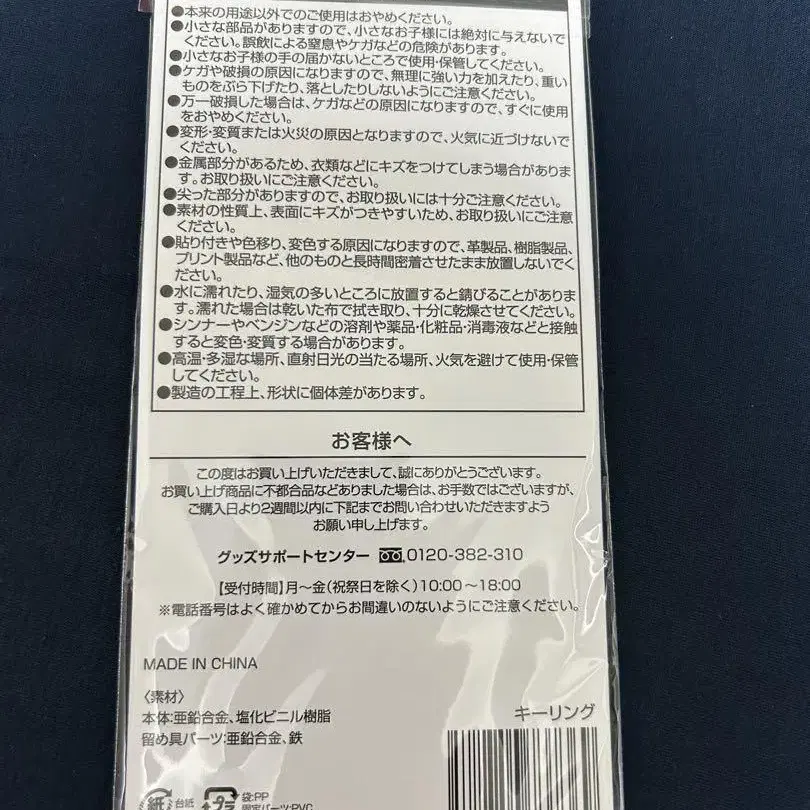 ●本来の用途以外でのご使用はおやめください。
●小さな部品がありますので、小さなお子様には絶対に与えないで
ください。誤飲による窒息やケガなどの危険があります。
●小さなお子様の手の届かないところで使用・保管してください。
●ケガや破損の原因になりますので、無理に強い力を加えたり、重い
ものをぶら下げたり、落としたりしないようにご注意ください。
●万一破損した場合は、ケガなどの原因になりますので、すぐに使用
をおやめください。
●変形・変質または火災の原因となりますので、火気に近づけないで
ください。
●金属部分があるため、衣類などにキズをつけてしまう場合がありま
す。お取り扱いにご注意ください。
●尖った部分がありますので、お取り扱いには十分ご注意ください。
●素材の性質上、表面にキズがつきやすいため、お取り扱いにご注意
ください。
●貼り付きや色移り、変色する原因になりますので、革製品、樹脂製品、
プリント製品など、他のものと長時間密着させたまま放置しないでく
ださい。
●水に濡れたり、湿気の多いところに放置すると錆びることがありま
す。濡れた場合は乾いた布で拭き取り、十分に乾燥させてください。
●シンナーやベンジンなどの溶剤や薬品・化粧品・消毒液などと接触
すると変色・変質する場合があります。
●高温・多湿な場所、直射日光の当たる場所、火気を避けて使用・保管
してください。
●製造の工程上、形状に個体差があります。
お客様へ
この度はお買い上げいただきまして、誠にありがとうございます。
お買い上げ商品に不都合品などありました場合は、お手数ではございますが、
ご購入日より2週間以内に下記までお問い合わせいただきますよう
お願い申し上げます。
グッズサポートセンター 0120-382-310
【受付時間】月〜金(祝祭日を除く)10:00〜18:00
※電話番号はよく確かめてからお間違いのないようにご注意ください。
MADE IN CHINA
〈素材〉
本体:亜鉛合金、塩化ビニル樹脂
留め具パーツ:亜鉛合金、鉄
キーリング
紙 台紙 プラ 袋:PP
固定パーツ:PVC